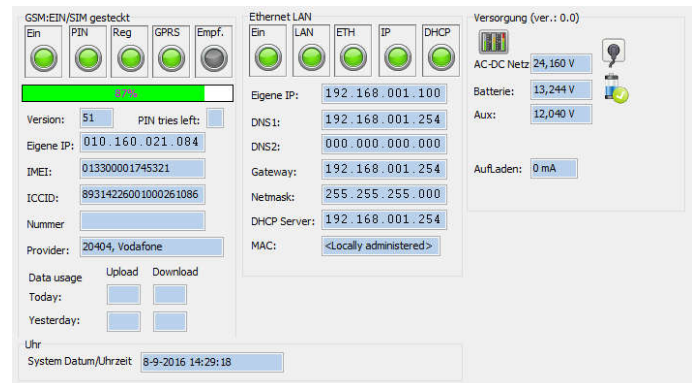 GSM:EIN/SIM gesteckt
Ein PIN Reg GPRS Empf.
87%
Version: 51 PIN tries left:
Eigene IP: 010.160.021.084
IMEI: 013300001745321
ICCID: 89314226001000261086
Nummer
Provider: 20404, Vodafone
Data usage Upload Download
Today:
Yesterday:
Ethernet LAN
Ein LAN ETH IP DHCP
Eigene IP: 192.168.001.100
DNS1: 192.168.001.254
DNS2: 000.000.000.000
Gateway: 192.168.001.254
Netmask: 255.255.255.000
DHCP Server: 192.168.001.254
MAC: <Locally administered>
Versorgung (ver.: 0.0)
AC-DC Netz 24,160 V
Batterie: 13,244 V
Aux: 12,040 V
AufLaden: 0 mA
Uhr
System Datum/Uhrzeit 8-9-2016 14:29:18